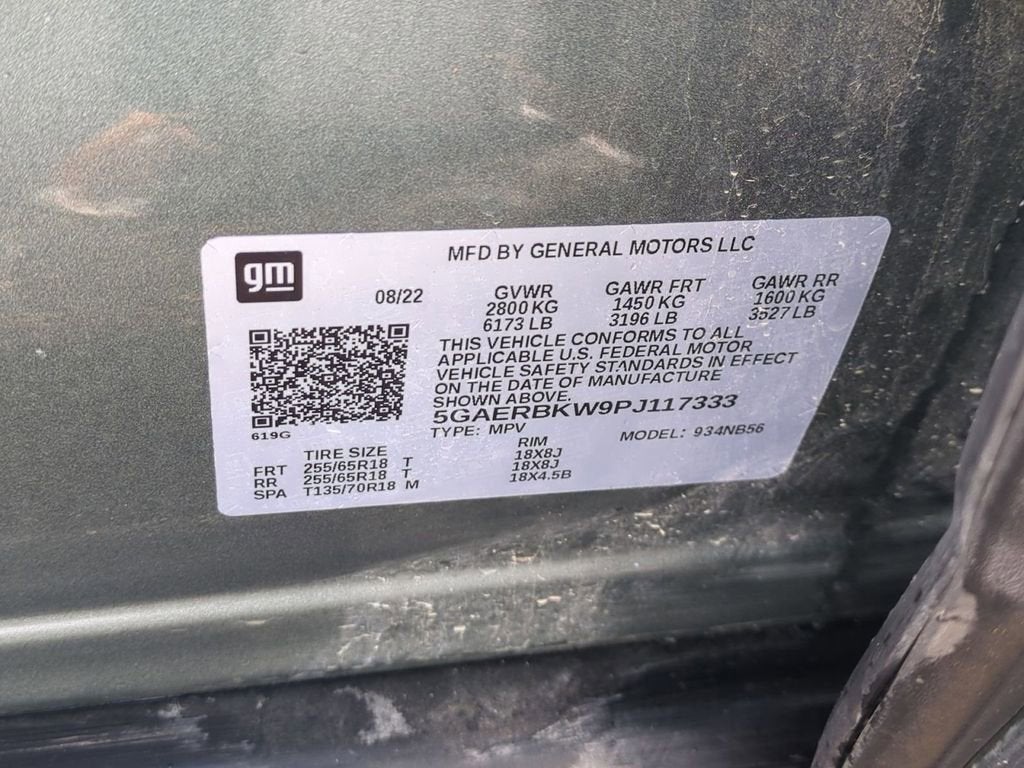 gm
MFD BY GENERAL MOTORS LLC
08/22 GVWR GAWR FRT GAWR RR
2800 KG 1450 KG 1600 KG
6173 LB 3196 LB 3527 LB
THIS VEHICLE CONFORMS TO ALL
APPLICABLE U.S. FEDERAL MOTOR
VEHICLE SAFETY STANDARDS IN EFFECT
ON THE DATE OF MANUFACTURE
SHOWN ABOVE.
5GAERBKW9PJ117333
619G
TYPE: MPV MODEL: 934NB56
TIRE SIZE RIM
FRT 255/65R18 T 18X8J
RR 255/65R18 T 18X8J
SPA T135/70R18 M 18X4.5B